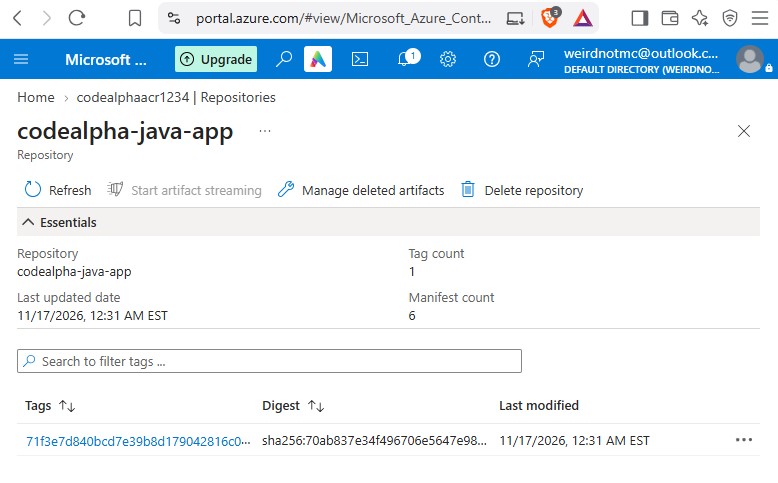 portal.azure.com/#view/Microsoft_Azure_Cont...
3
Microsoft ...
Upgrade
1
weirdnotmc@outlook.c...
DEFAULT DIRECTORY (WEIRDNO...
Home > codealphaacr1234 | Repositories
codealpha-java-app ...
Repository
Refresh Start artifact streaming Manage deleted artifacts Delete repository
Essentials
Repository Tag count
codealpha-java-app 1
Last updated date Manifest count
11/17/2026, 12:31 AM EST 6
Search to filter tags ...
Tags Digest Last modified
71f3e7d840bcd7e39b8d179042816c0... sha256:70ab837e34f496706e5647e98... 11/17/2026, 12:31 AM EST ...